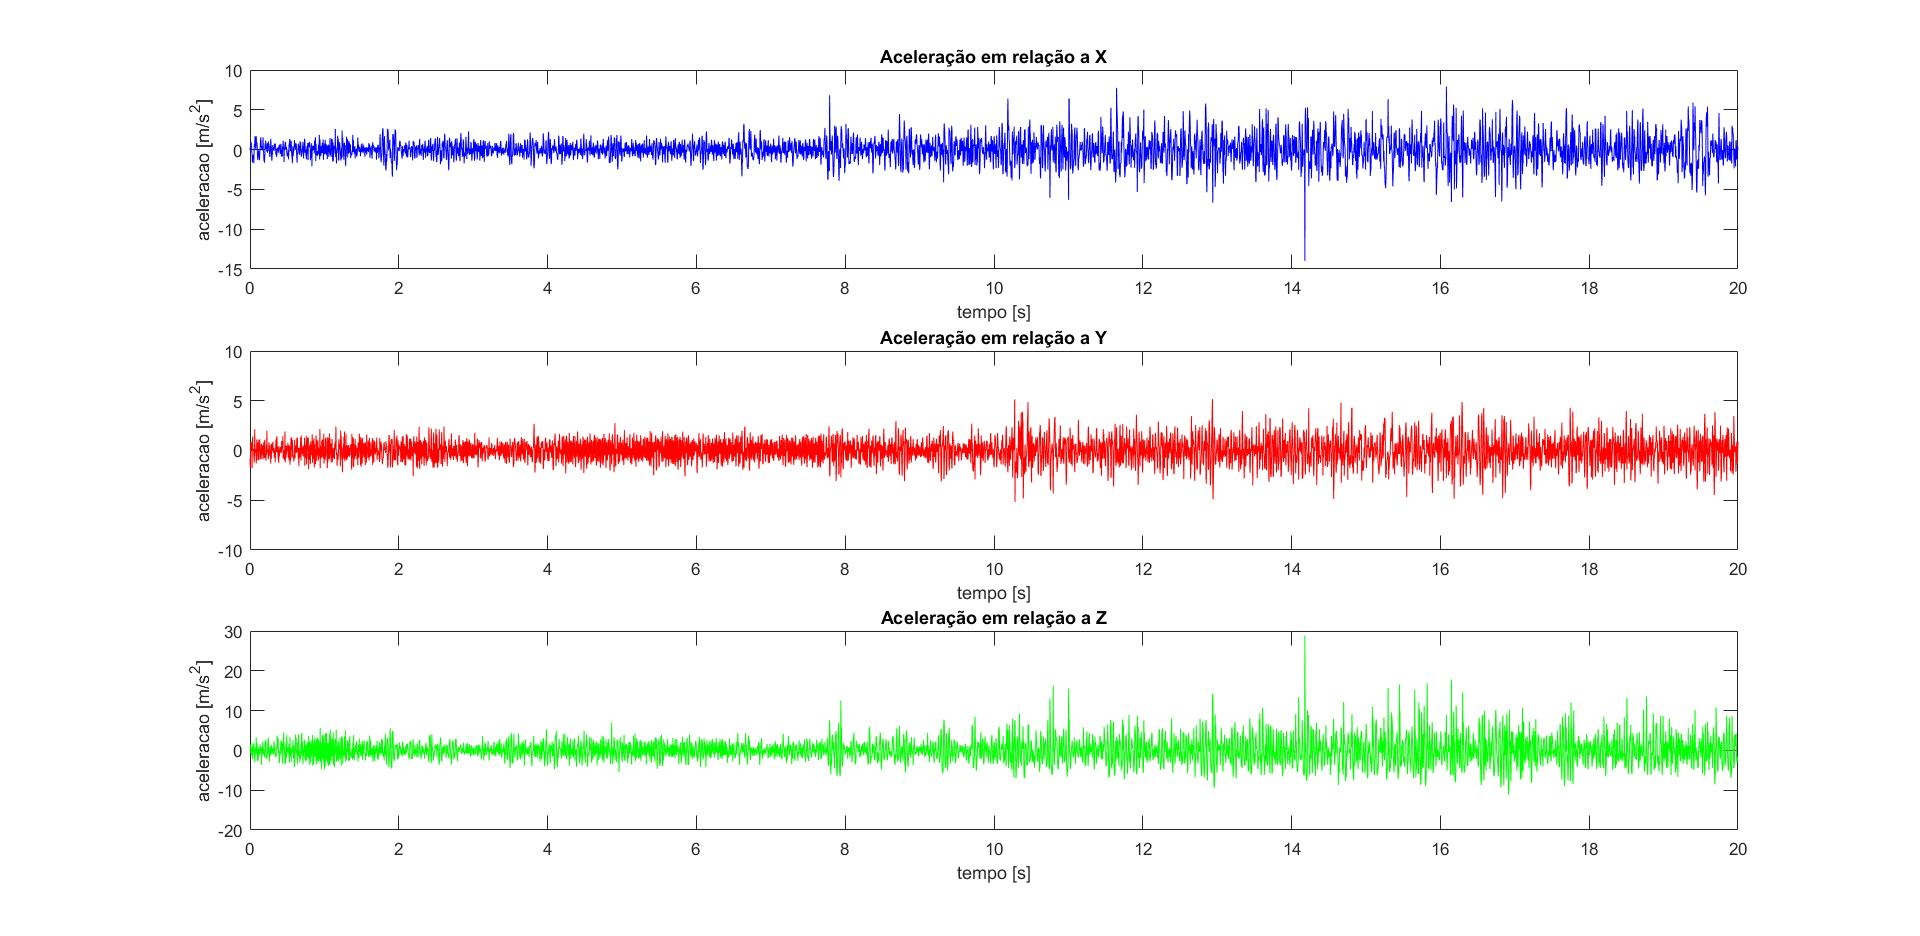 Aceleração em relação a X
aceleracao [m/s²]
10
5
0
-5
-10
-15
0 2 4 6 8 10 12 14 16 18 20
tempo [s]
Aceleração em relação a Y
aceleracao [m/s²]
10
5
0
-5
-10
0 2 4 6 8 10 12 14 16 18 20
tempo [s]
Aceleração em relação a Z
aceleracao [m/s²]
30
20
10
0
-10
-20
0 2 4 6 8 10 12 14 16 18 20
tempo [s]